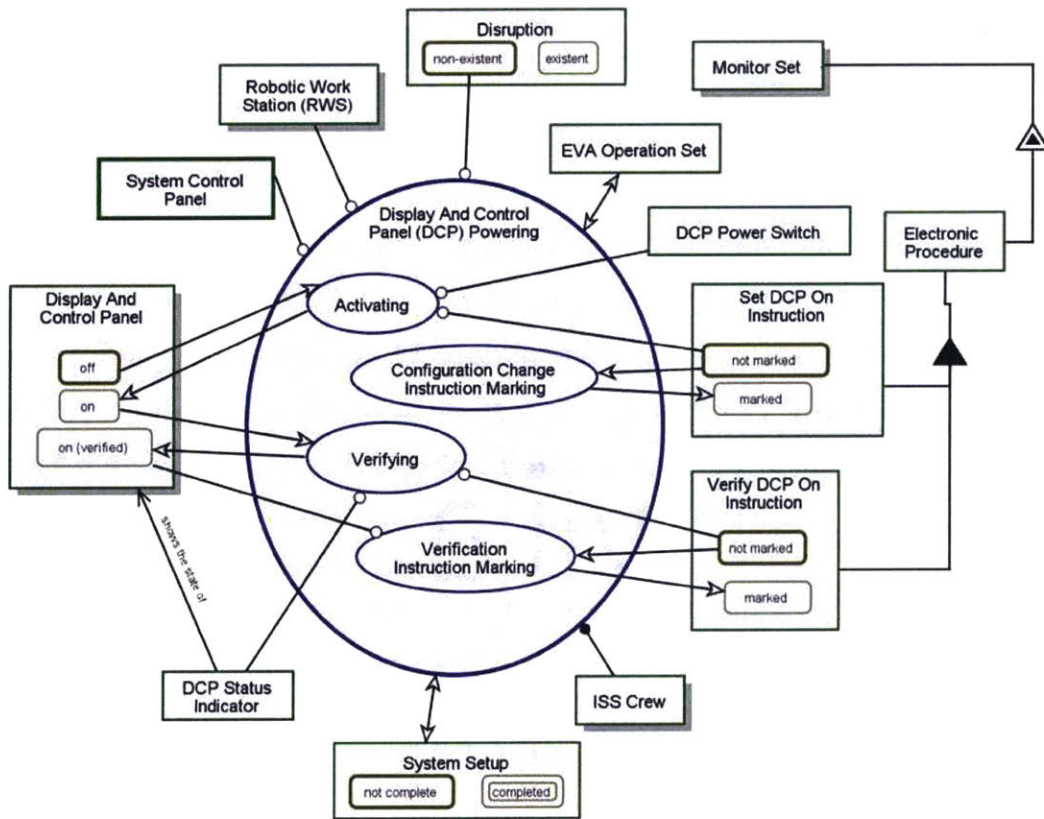 Disruption
non-existent
existent
Monitor Set
Robotic Work
Station (RWS)
EVA Operation Set
System Control
Panel
Display And Control
Panel (DCP) Powering
DCP Power Switch
Electronic
Procedure
Display And
Control Panel
off
on
on (verified)
Activating
Set DCP On
Instruction
not marked
marked
Configuration Change
Instruction Marking
Verifying
Verify DCP On
Instruction
not marked
marked
Verification
Instruction Marking
shows the state of
DCP Status
Indicator
ISS Crew
System Setup
not complete
completed